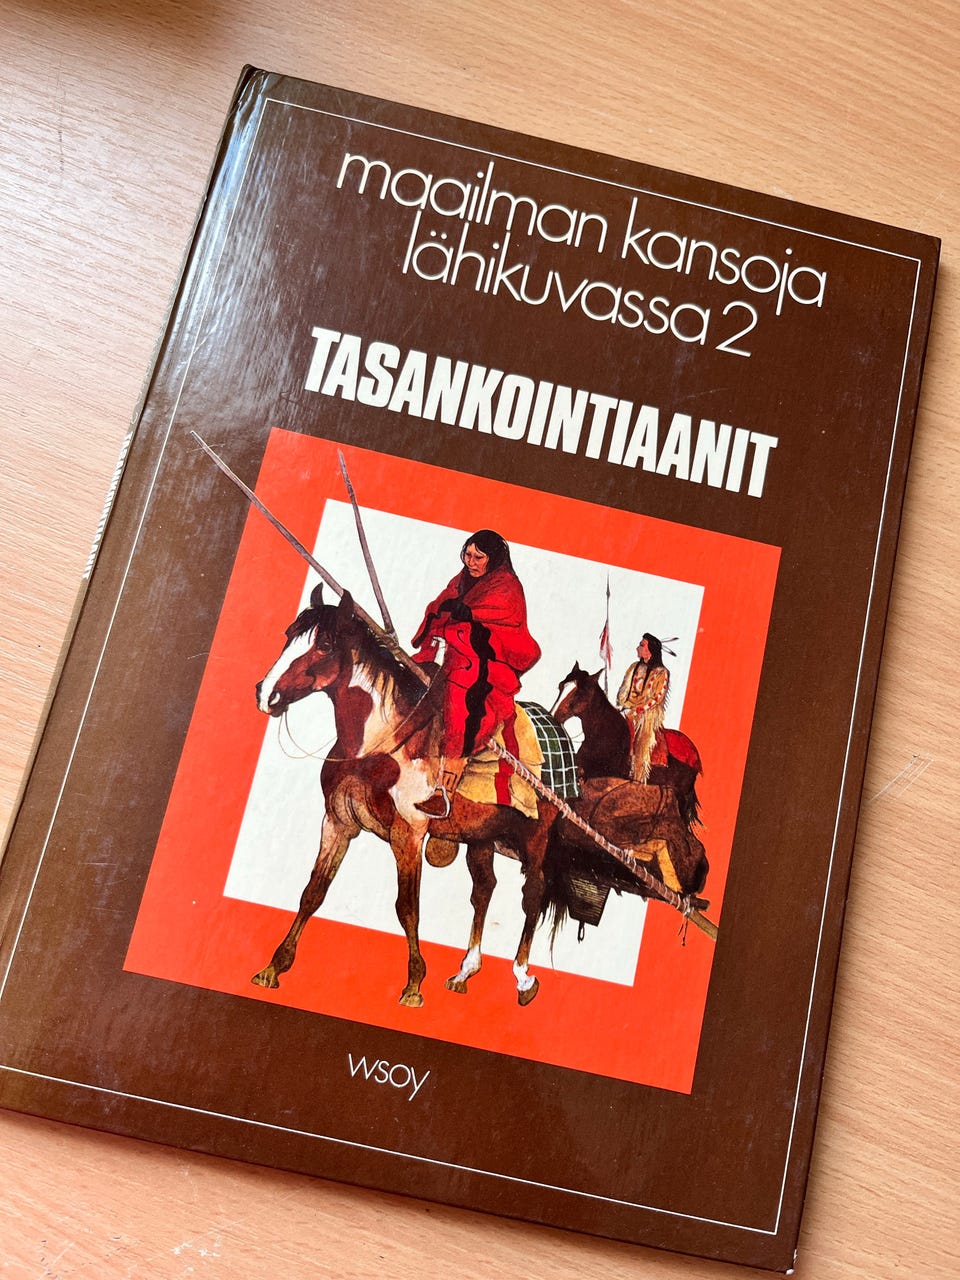 maailman kansoja
lähikuvassa 2
TASANKOINTIAANIT
wsoy